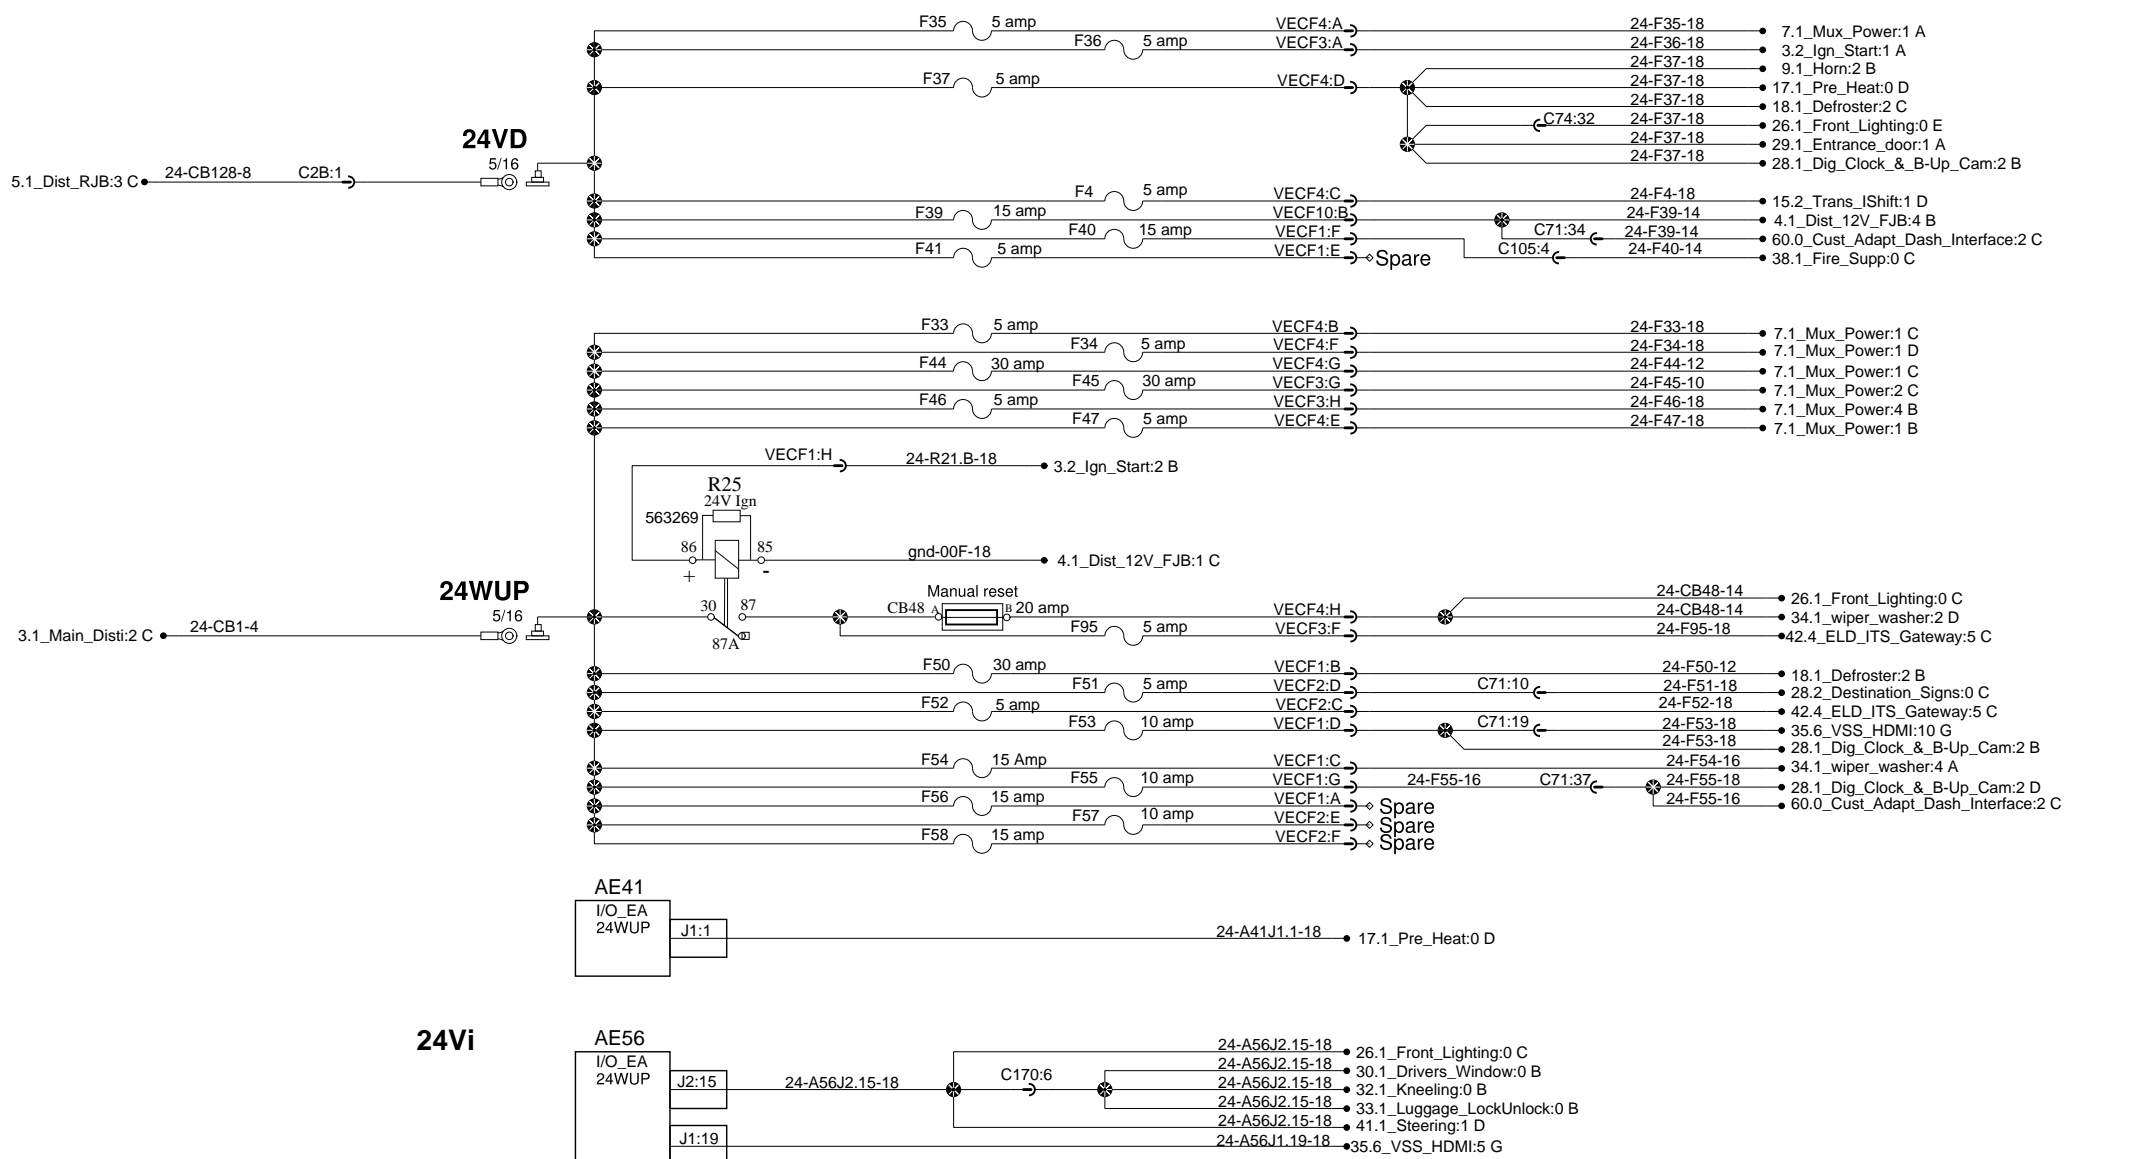 F35 5 amp VECF4:A 24-F35-18 7.1_Mux_Power:1 A
F36 5 amp VECF3:A 24-F36-18 3.2_Ign_Start:1 A
24-F37-18 9.1_Horn:2 B
F37 5 amp VECF4:D 24-F37-18 17.1_Pre_Heat:0 D
24-F37-18 18.1_Defroster:2 C
C74:32 24-F37-18 26.1_Front_Lighting:0 E
24VD
24-F37-18 29.1_Entrance_door:1 A
5/16 24-F37-18 28.1_Dig_Clock_&_B-Up_Cam:2 B
5.1_Dist_RJB:3 C 24-CB128-8 C2B:1
F4 5 amp VECF4:C 24-F4-18 15.2_Trans_IShift:1 D
F39 15 amp VECF10:B 24-F39-14 4.1_Dist_12V_FJB:4 B
F40 15 amp VECF1:F C71:34 24-F39-14 60.0_Cust_Adapt_Dash_Interface:2 C
F41 5 amp VECF1:E Spare C105:4 24-F40-14 38.1_Fire_Supp:0 C
F33 5 amp VECF4:B 24-F33-18 7.1_Mux_Power:1 C
F34 5 amp VECF4:F 24-F34-18 7.1_Mux_Power:1 D
F44 30 amp VECF4:G 24-F44-12 7.1_Mux_Power:1 C
F45 30 amp VECF3:G 24-F45-10 7.1_Mux_Power:2 C
F46 5 amp VECF3:H 24-F46-18 7.1_Mux_Power:4 B
F47 5 amp VECF4:E 24-F47-18 7.1_Mux_Power:1 B
VECF1:H 24-R21.B-18 3.2_Ign_Start:2 B
R25
24V Ign
563269
86 85 gnd-00F-18 4.1_Dist_12V_FJB:1 C
+ -
24WUP
Manual reset 24-CB48-14 26.1_Front_Lighting:0 C
5/16 30 87 CB48 A B 20 amp VECF4:H 24-CB48-14 34.1_wiper_washer:2 D
3.1_Main_Disti:2 C 24-CB1-4 87A F95 5 amp VECF3:F 24-F95-18 42.4_ELD_ITS_Gateway:5 C
F50 30 amp VECF1:B 24-F50-12 18.1_Defroster:2 B
F51 5 amp VECF2:D C71:10 24-F51-18 28.2_Destination_Signs:0 C
F52 5 amp VECF2:C 24-F52-18 42.4_ELD_ITS_Gateway:5 C
F53 10 amp VECF1:D C71:19 24-F53-18 35.6_VSS_HDMI:10 G
24-F53-18 28.1_Dig_Clock_&_B-Up_Cam:2 B
F54 15 Amp VECF1:C 24-F54-16 34.1_wiper_washer:4 A
F55 10 amp VECF1:G 24-F55-16 C71:37 24-F55-18 28.1_Dig_Clock_&_B-Up_Cam:2 D
F56 15 amp VECF1:A Spare 24-F55-16 60.0_Cust_Adapt_Dash_Interface:2 C
F57 10 amp VECF2:E Spare
F58 15 amp VECF2:F Spare
AE41
I/O_EA
24WUP
J1:1 24-A41J1.1-18 17.1_Pre_Heat:0 D
24Vi
AE56
I/O_EA
24WUP
24-A56J2.15-18 26.1_Front_Lighting:0 C
24-A56J2.15-18 30.1_Drivers_Window:0 B
J2:15 24-A56J2.15-18 C170:6 24-A56J2.15-18 32.1_Kneeling:0 B
24-A56J2.15-18 33.1_Luggage_LockUnlock:0 B
24-A56J2.15-18 41.1_Steering:1 D
J1:19 24-A56J1.19-18 35.6_VSS_HDMI:5 G